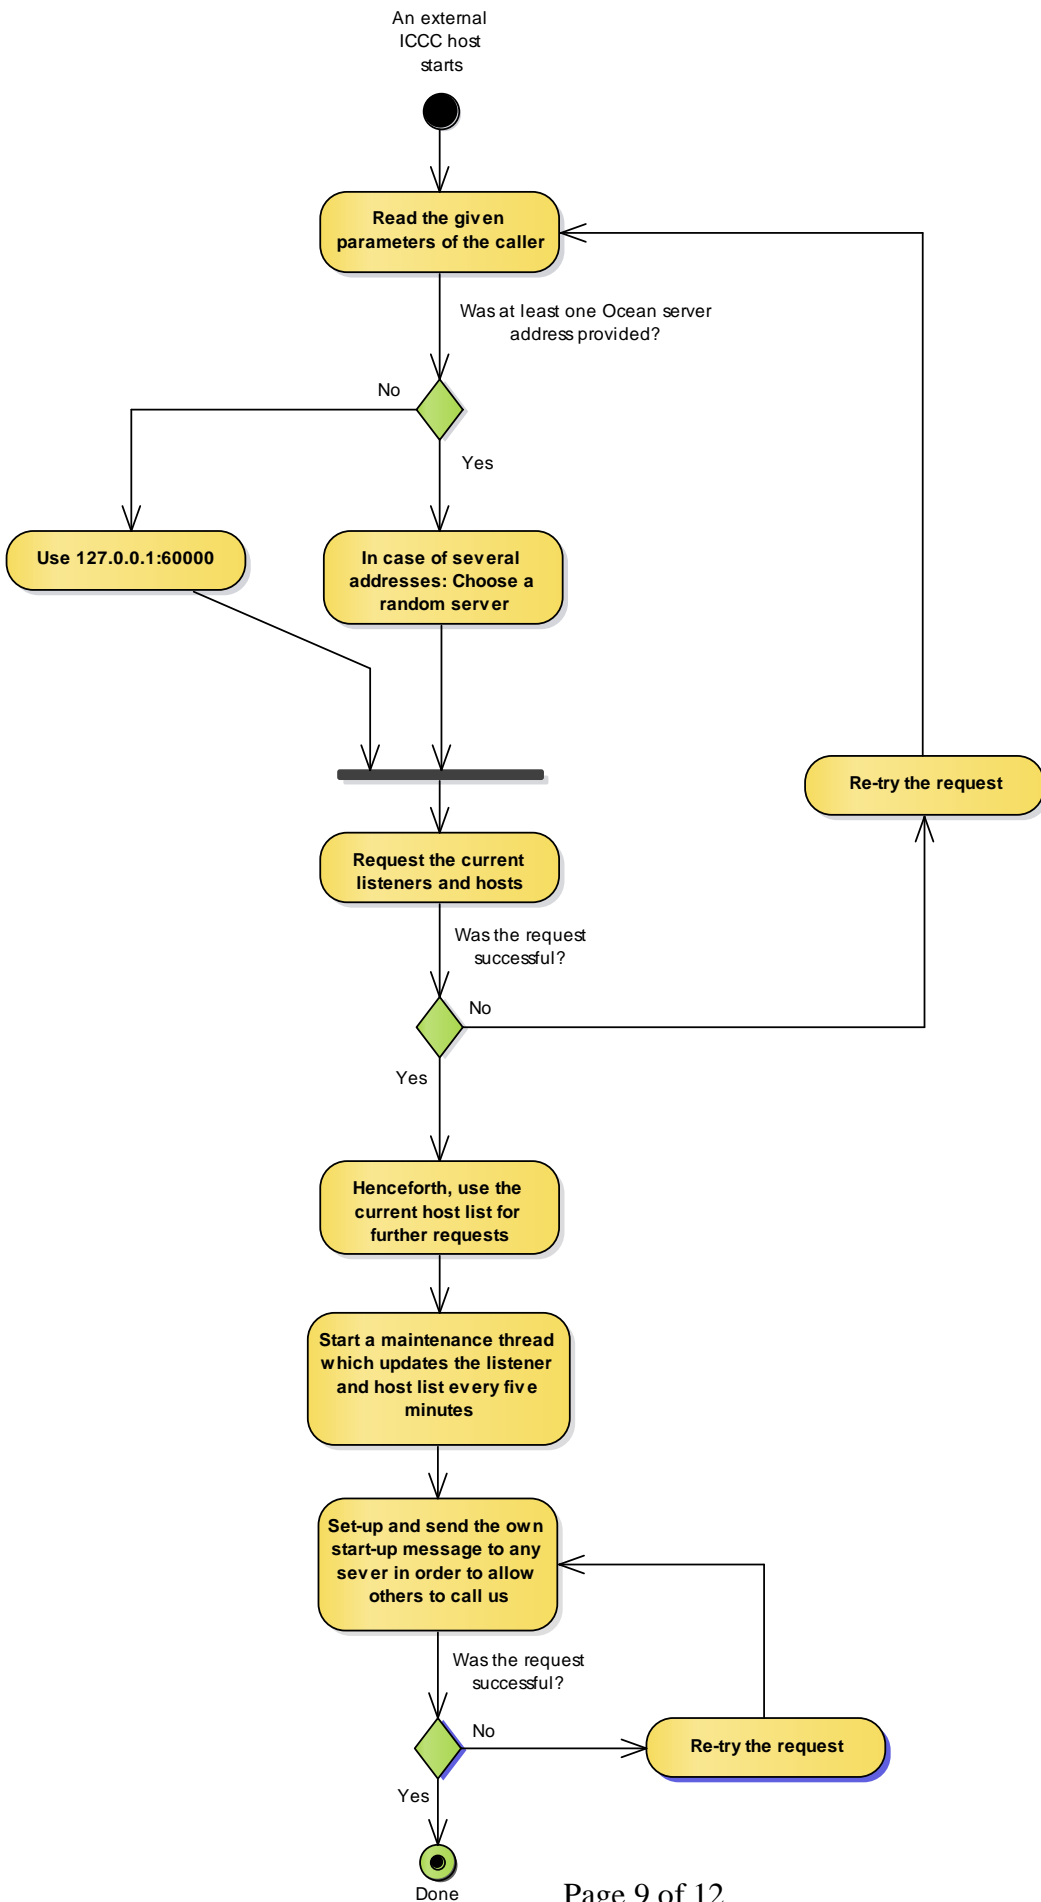 An external
ICCC host
starts
Read the given
parameters of the caller
Was at least one Ocean server
address provided?
No
Yes
Use 127.0.0.1:60000
In case of several
addresses: Choose a
random server
Re-try the request
Request the current
listeners and hosts
Was the request
successful?
No
Yes
Henceforth, use the
current host list for
further requests
Start a maintenance thread
which updates the listener
and host list every five
minutes
Set-up and send the own
start-up message to any
sever in order to allow
others to call us
Was the request
successful?
No
Re-try the request
Yes
Done
Page 9 of 12